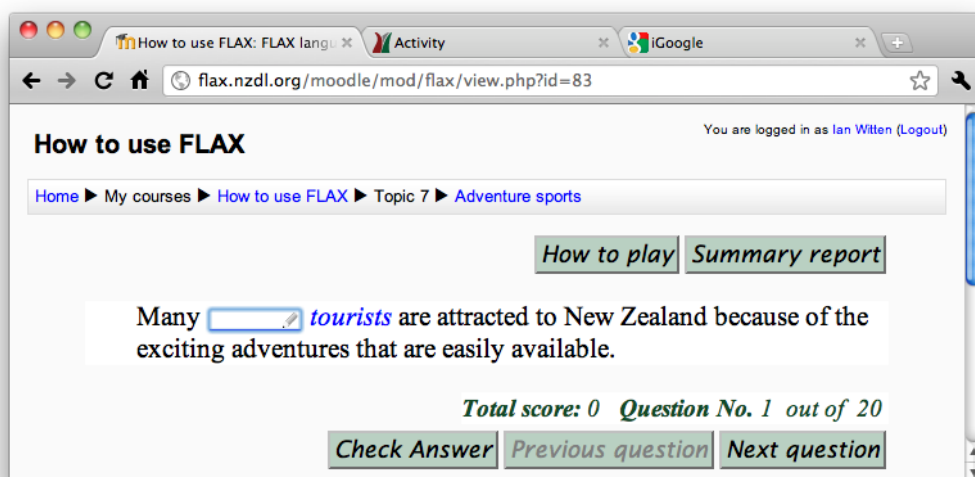 How to use FLAX: FLAX langu
Activity
iGoogle
flax.nzdl.org/moodle/mod/flax/view.php?id=83
You are logged in as Ian Witten (Logout)
How to use FLAX
Home ► My courses ► How to use FLAX ► Topic 7 ► Adventure sports
How to play Summary report
Many tourists are attracted to New Zealand because of the
exciting adventures that are easily available.
Total score: 0 Question No. 1 out of 20
Check Answer Previous question Next question